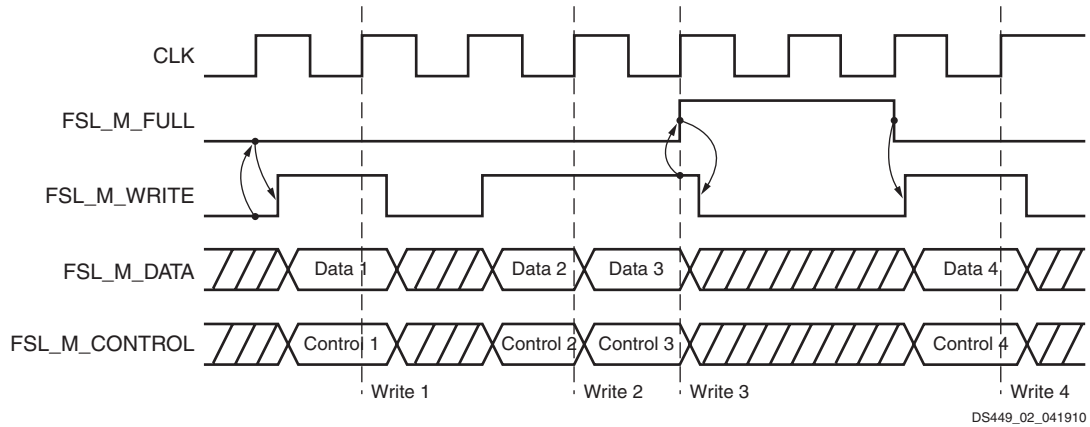 CLK
FSL_M_FULL
FSL_M_WRITE
FSL_M_DATA Data 1 Data 2 Data 3 Data 4
FSL_M_CONTROL Control 1 Control 2 Control 3 Control 4
Write 1 Write 2 Write 3 Write 4
DS449_02_041910